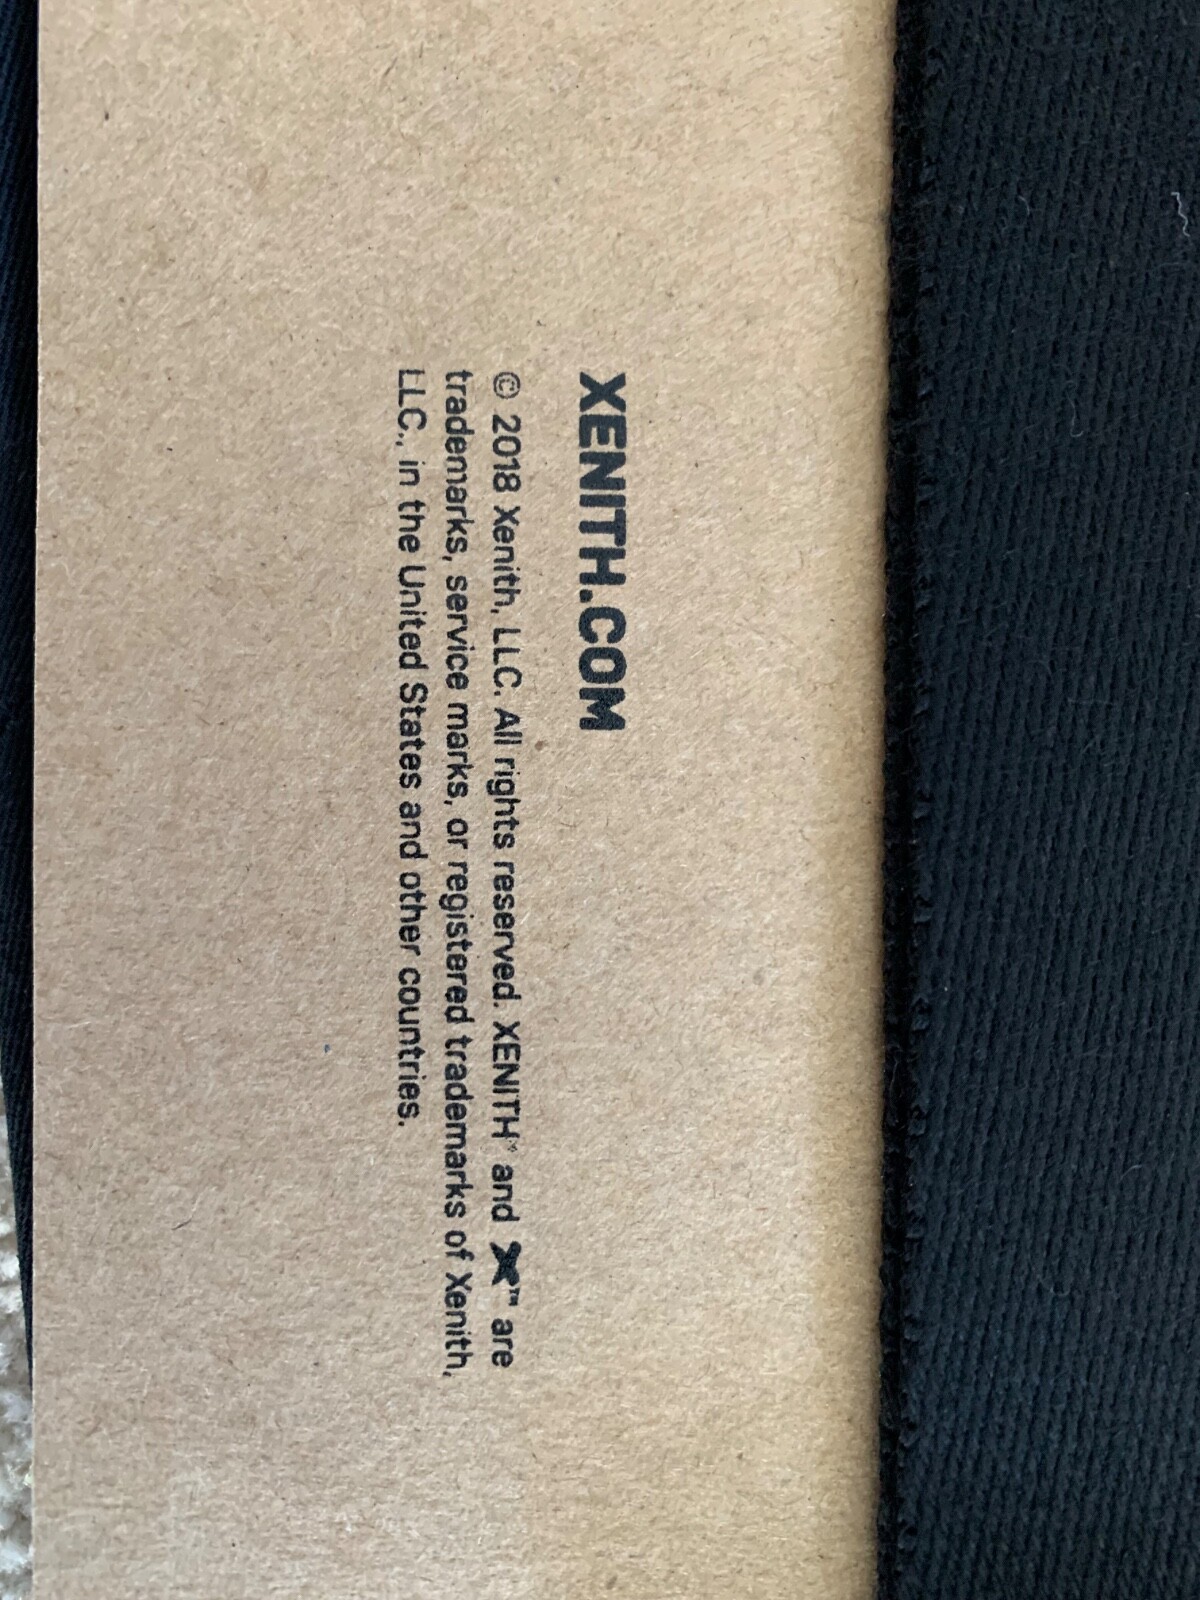 XENITH.COM
© 2018 Xenith, LLC. All rights reserved. XENITH® and X™ are
trademarks, service marks, or registered trademarks of Xenith,
LLC., in the United States and other countries.